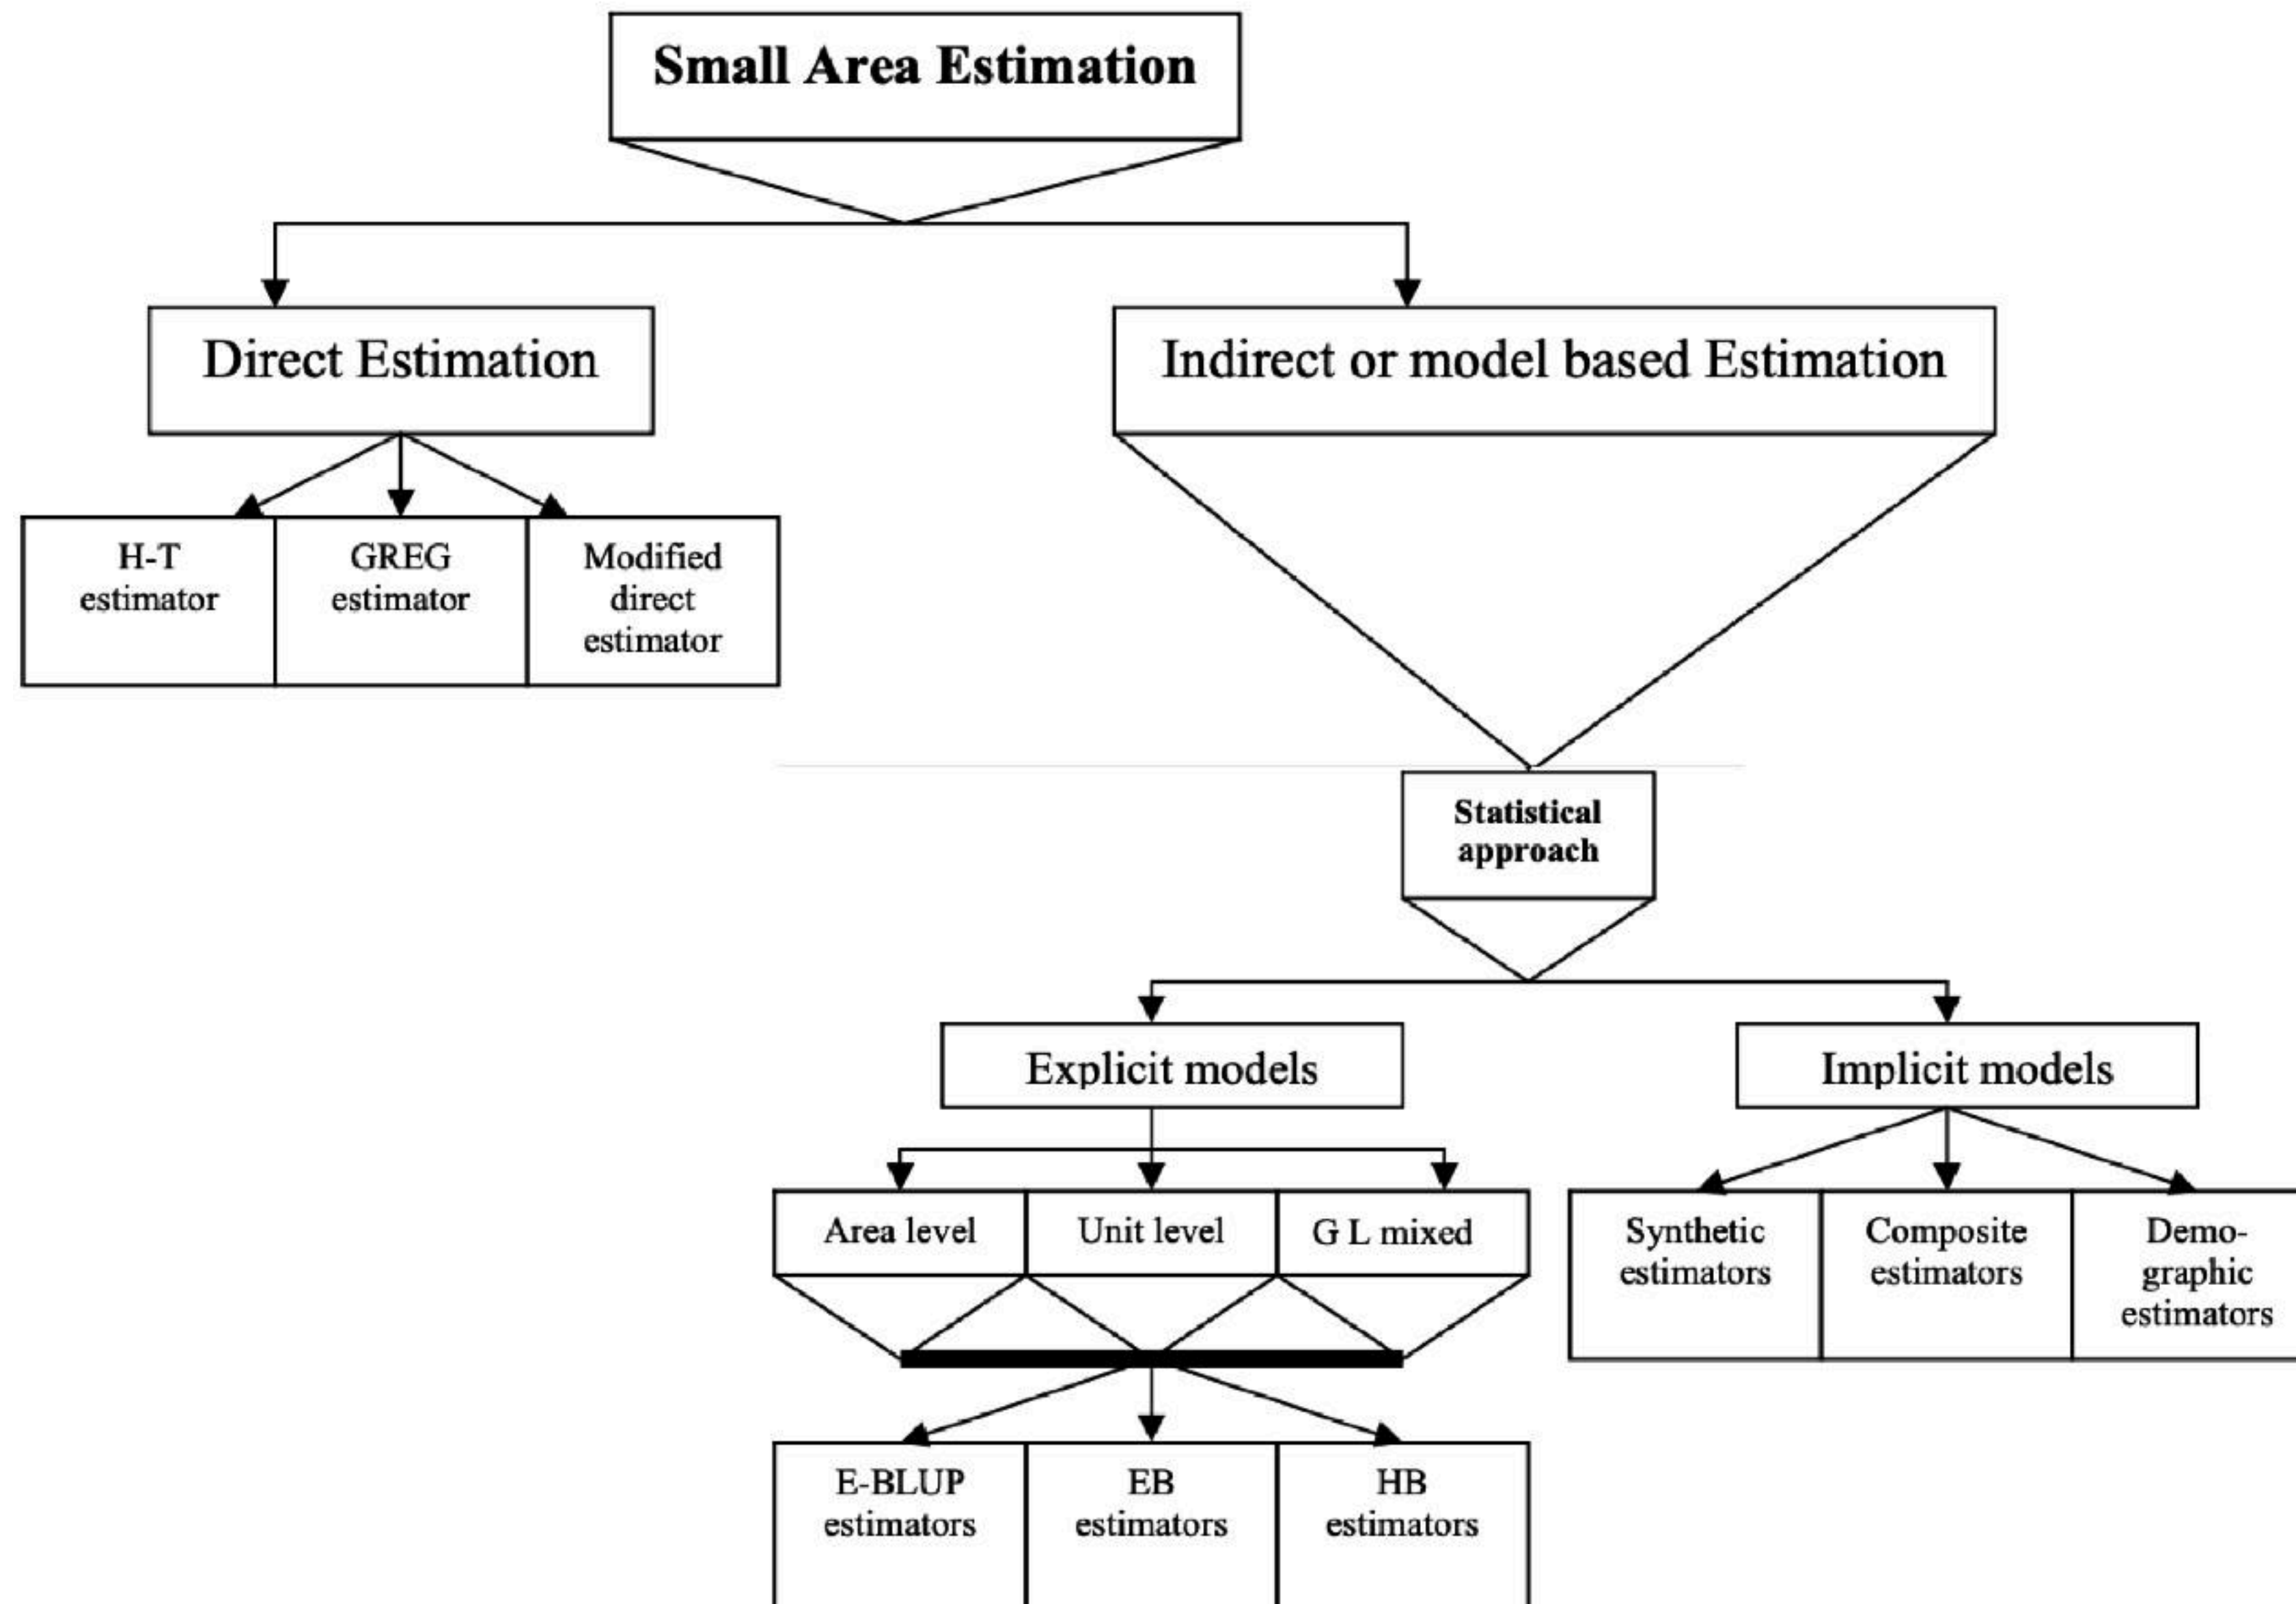 Small Area Estimation
Direct Estimation
Indirect or model based Estimation
H-T
estimator
GREG
estimator
Modified
direct
estimator
Statistical
approach
Explicit models
Implicit models
Area level
Unit level
G L mixed
Synthetic
estimators
Composite
estimators
Demo-
graphic
estimators
E-BLUP
estimators
EB
estimators
HB
estimators